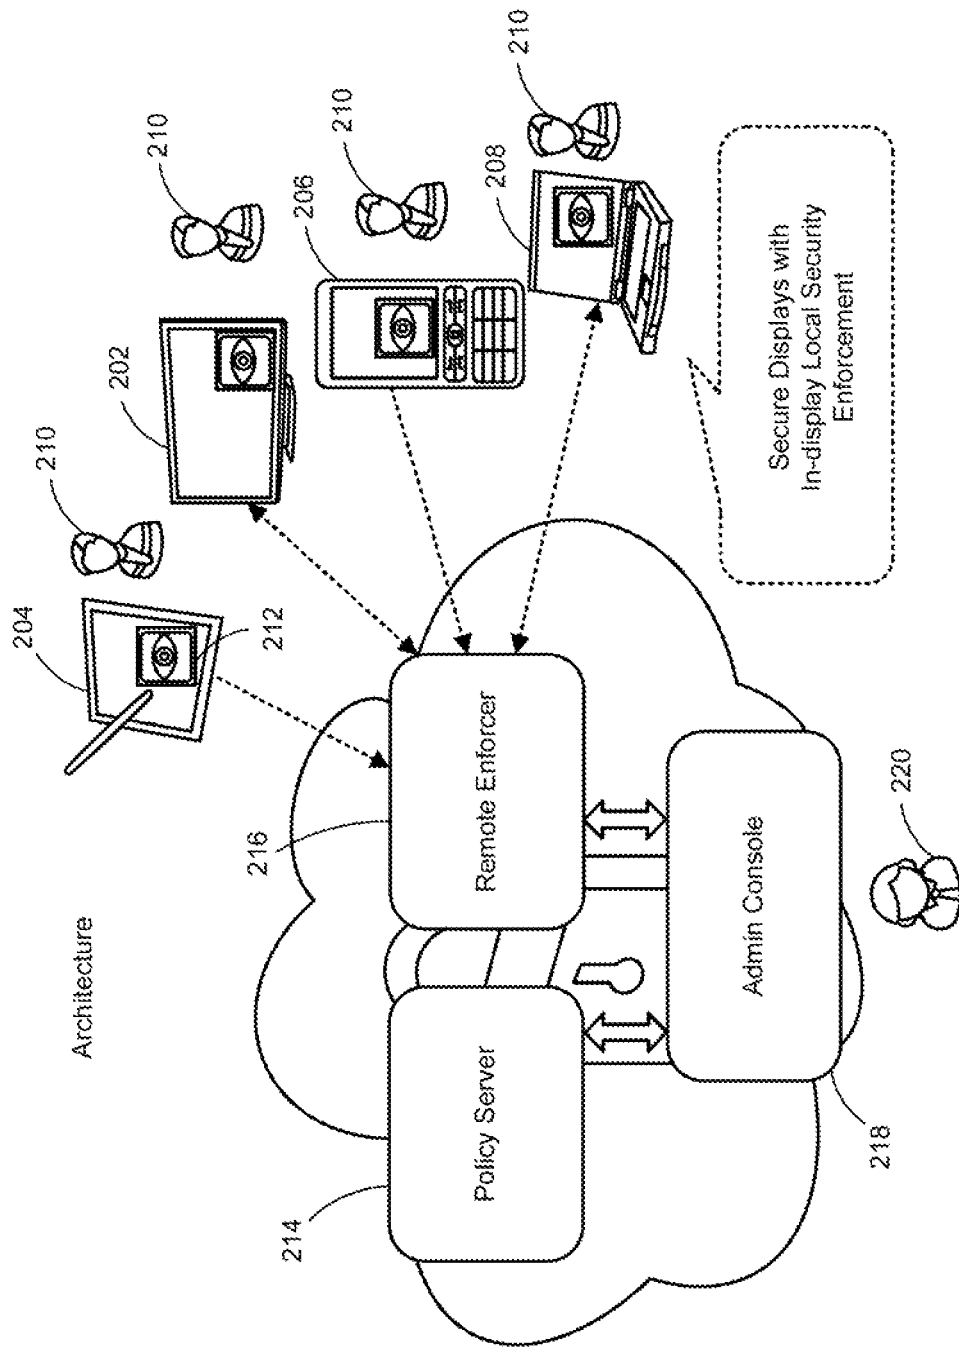 Architecture
204
210
202
210
206
210
208
210
212
216
Remote Enforcer
214
Policy Server
Admin Console
218
220
Secure Displays with
In-display Local Security
Enforcement